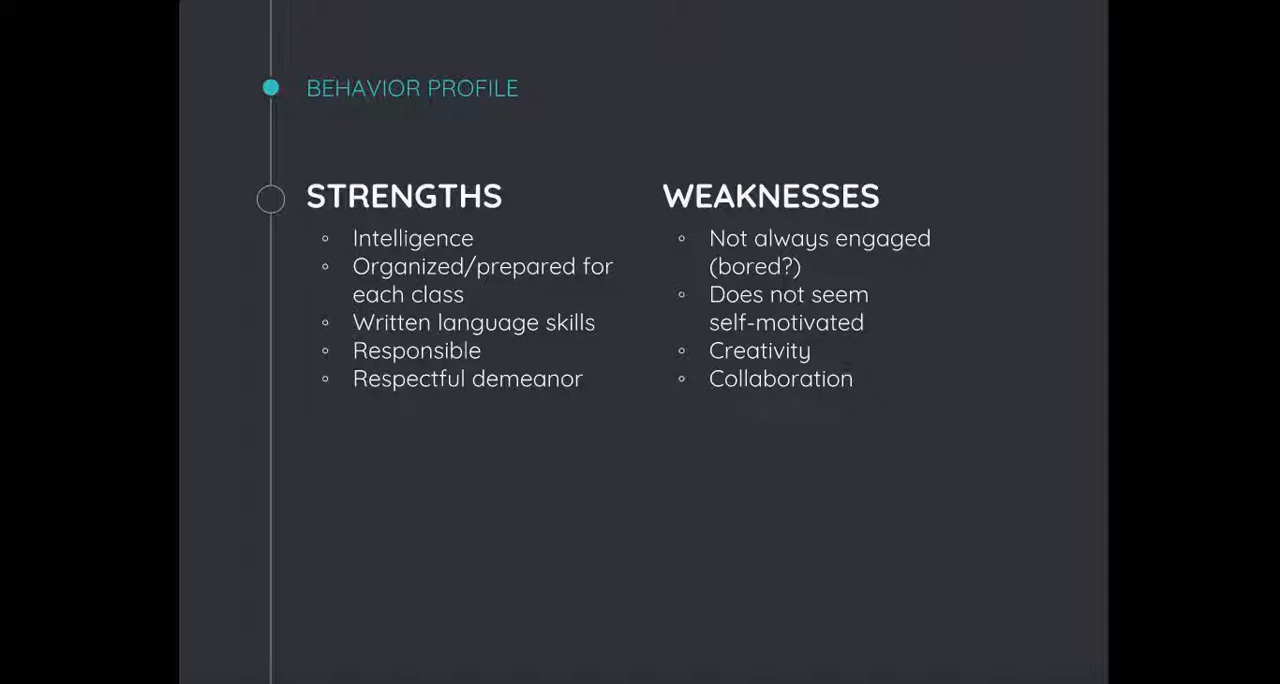 BEHAVIOR PROFILE
STRENGTHS
◦ Intelligence
◦ Organized/prepared for
each class
◦ Written language skills
◦ Responsible
◦ Respectful demeanor
WEAKNESSES
◦ Not always engaged
(bored?)
◦ Does not seem
self-motivated
◦ Creativity
◦ Collaboration